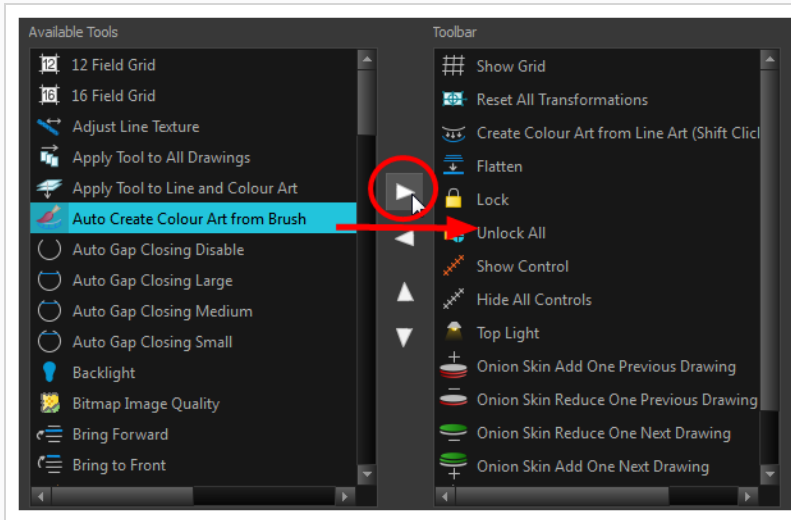 Available Tools
12 12 Field Grid
16 16 Field Grid
Adjust Line Texture
Apply Tool to All Drawings
Apply Tool to Line and Colour Art
Auto Create Colour Art from Brush
Auto Gap Closing Disable
Auto Gap Closing Large
Auto Gap Closing Medium
Auto Gap Closing Small
Backlight
Bitmap Image Quality
Bring Forward
Bring to Front
Toolbar
Show Grid
Reset All Transformations
Create Colour Art from Line Art (Shift Clicl
Flatten
Lock
Unlock All
Show Control
Hide All Controls
Top Light
Onion Skin Add One Previous Drawing
Onion Skin Reduce One Previous Drawing
Onion Skin Reduce One Next Drawing
Onion Skin Add One Next Drawing